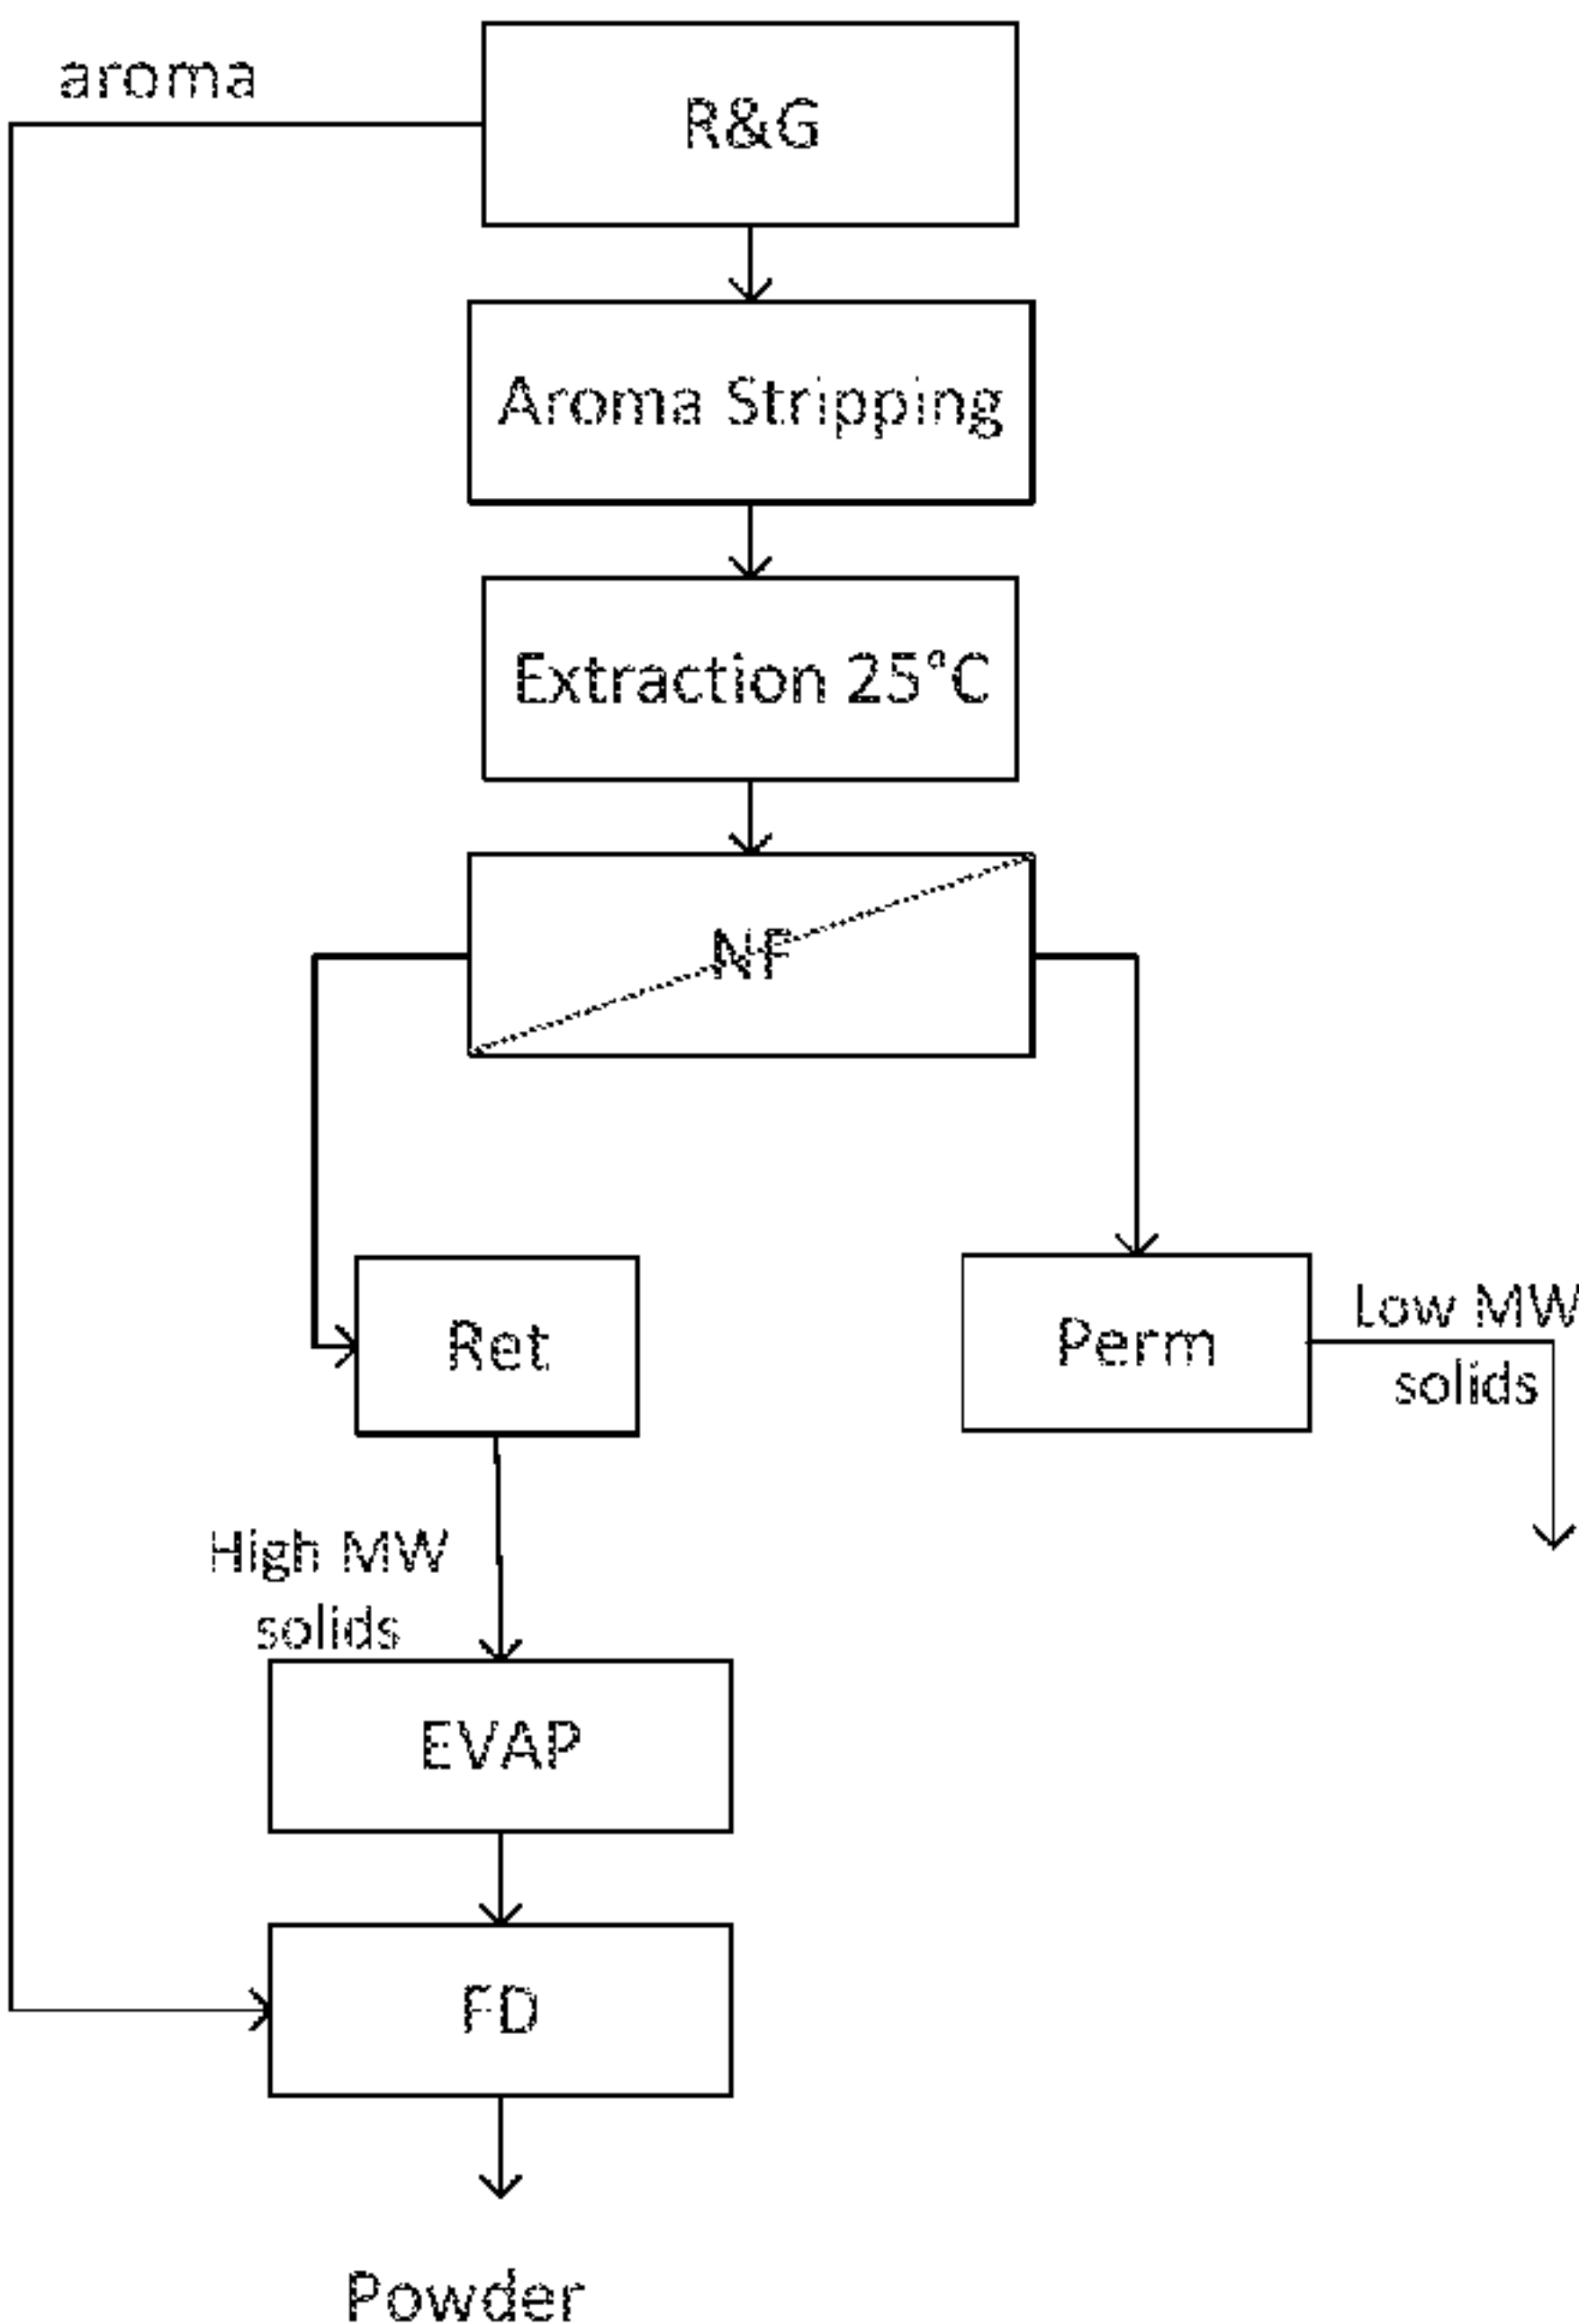 aroma
R&G
Aroma Stripping
Extraction 25°C
NF
Ret
Perm
Low MW
solids
High MW
solids
EVAP
FD
Powder